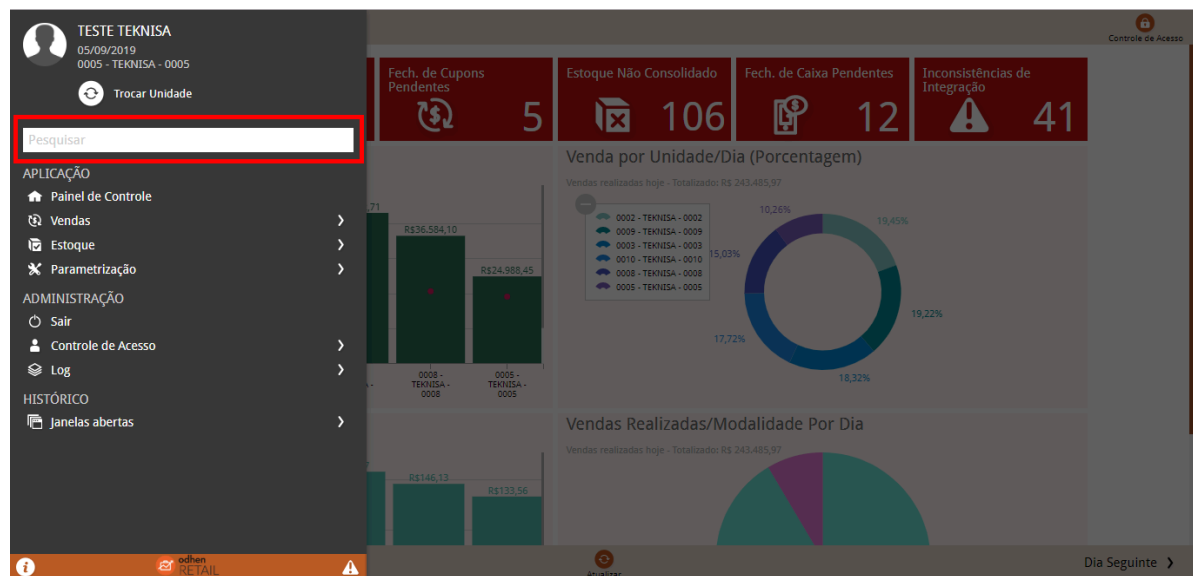 TESTE TEKNISA
05/09/2019
0005 - TEKNISA - 0005
Trocar Unidade
Pesquisar
APLICAÇÃO
Painel de Controle
Vendas
Estoque
Parametrização
ADMINISTRAÇÃO
Sair
Controle de Acesso
Log
HISTÓRICO
Janelas abertas
odhen
RETAIL
Controle de Acesso
Fech. de Cupons
Pendentes
5
Estoque Não Consolidado
106
Fech. de Caixa Pendentes
12
Inconsistências de
Integração
41
,71
R$36.584,10
R$24.988,45
0008 -
TEKNISA -
0008
0005 -
TEKNISA -
0005
Venda por Unidade/Dia (Porcentagem)
Vendas realizadas hoje - Totalizado: R$ 243.485,97
0002 - TEKNISA - 0002
0009 - TEKNISA - 0009
0003 - TEKNISA - 0003
0010 - TEKNISA - 0010
0008 - TEKNISA - 0008
0005 - TEKNISA - 0005
10,26%
19,45%
15,03%
19,22%
17,72%
18,32%
R$146,13
R$133,56
Vendas Realizadas/Modalidade Por Dia
Vendas realizadas hoje - Totalizado: R$ 243.485,97
Atualizar
Dia Seguinte